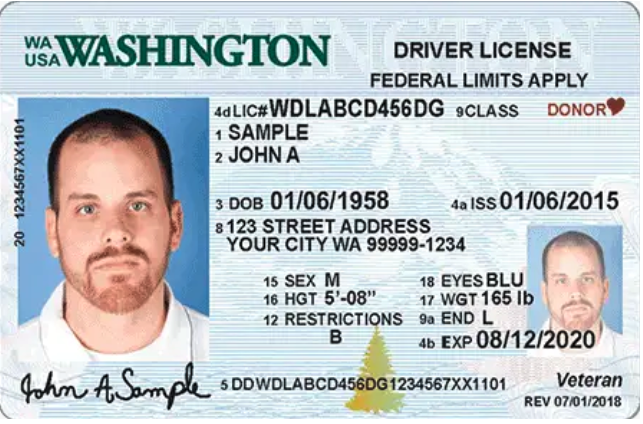 WA USA WASHINGTON
DRIVER LICENSE
FEDERAL LIMITS APPLY
4d LIC# WDLABCD456DG 9 CLASS DONOR
1 SAMPLE
2 JOHN A
3 DOB 01/06/1958 4a ISS 01/06/2015
8 123 STREET ADDRESS
YOUR CITY WA 99999-1234
15 SEX M 18 EYES BLU
16 HGT 5'-08" 17 WGT 165 lb
12 RESTRICTIONS 9a END L
B 4b EXP 08/12/2020
20 1234567XX1101
John A Sample
5 DD WDLABCD456DG1234567XX1101
Veteran
REV 07/01/2018